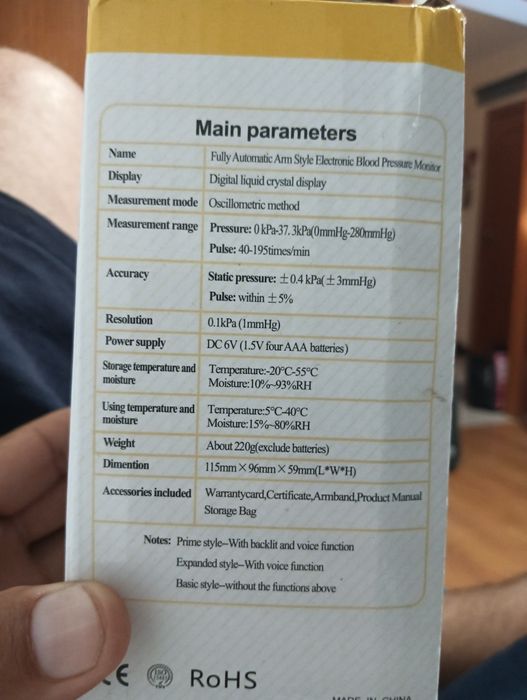 Main parameters
Name Fully Automatic Arm Style Electronic Blood Pressure Monitor
Display Digital liquid crystal display
Measurement mode Oscillometric method
Measurement range Pressure: 0 kPa-37. 3kPa(0mmHg-280mmHg)
Pulse: 40-195times/min
Accuracy Static pressure: ±0.4 kPa(±3mmHg)
Pulse: within ±5%
Resolution 0.1kPa (1mmHg)
Power supply DC 6V (1.5V four AAA batteries)
Storage temperature and Temperature:-20°C-55°C
moisture Moisture:10%~93%RH
Using temperature and Temperature:5°C-40°C
moisture Moisture:15%~80%RH
Weight About 220g(exclude batteries)
Dimention 115mm×96mm×59mm(L*W*H)
Accessories included Warrantycard,Certificate,Armband,Product Manual
Storage Bag
Notes: Prime style--With backlit and voice function
Expanded style--With voice function
Basic style--without the functions above
CE RoHS
MADE IN CHINA